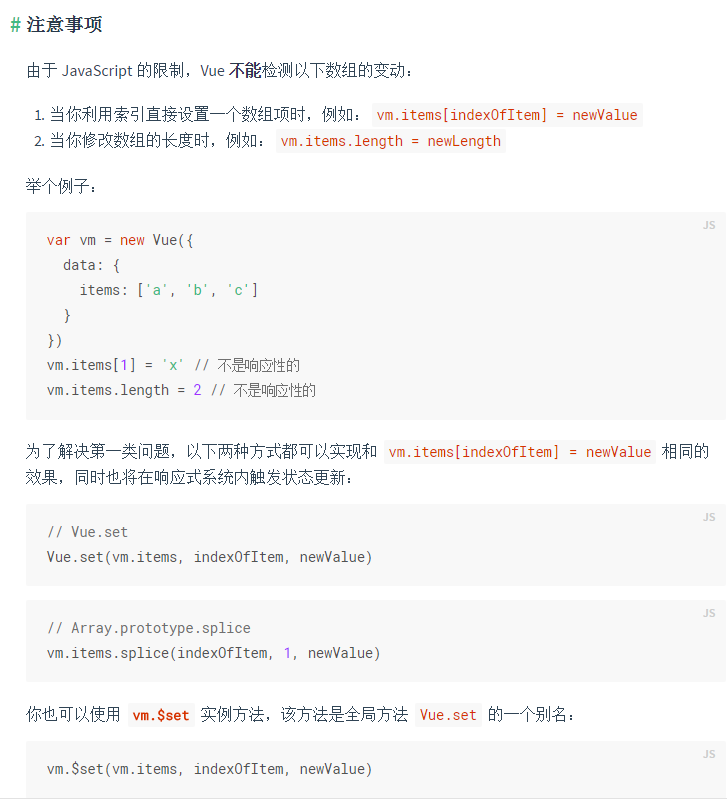 # 注意事项
由于 JavaScript 的限制，Vue 不能检测以下数组的变动：
1. 当你利用索引直接设置一个数组项时，例如： vm.items[indexOfItem] = newValue
2. 当你修改数组的长度时，例如： vm.items.length = newLength
举个例子：
JS
var vm = new Vue({
  data: {
    items: ['a', 'b', 'c']
  }
})
vm.items[1] = 'x' // 不是响应性的
vm.items.length = 2 // 不是响应性的
为了解决第一类问题，以下两种方式都可以实现和 vm.items[indexOfItem] = newValue 相同的
效果，同时也将在响应式系统内触发状态更新：
JS
// Vue.set
Vue.set(vm.items, indexOfItem, newValue)
JS
// Array.prototype.splice
vm.items.splice(indexOfItem, 1, newValue)
你也可以使用 vm.$set 实例方法，该方法是全局方法 Vue.set 的一个别名：
JS
vm.$set(vm.items, indexOfItem, newValue)